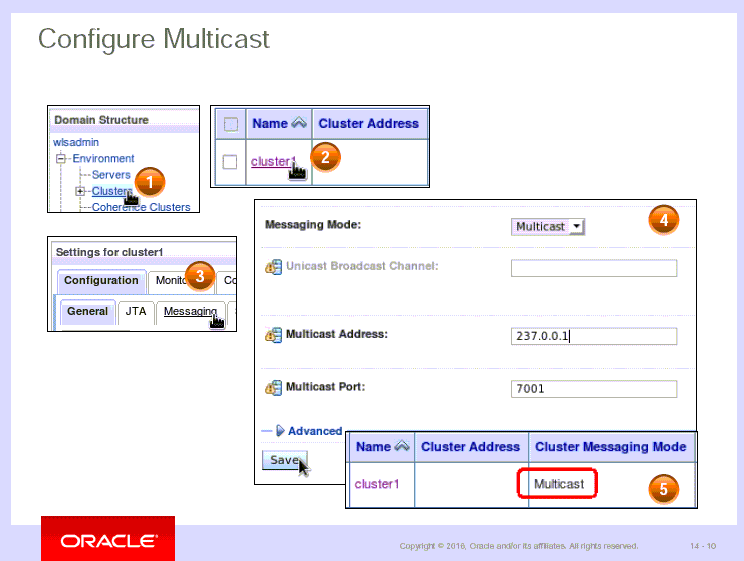 Configure Multicast
Domain Structure
wlsadmin
Environment
Servers
Clusters
Coherence Clusters
1
Name Cluster Address
cluster1
2
Settings for cluster1
Configuration
3
General JTA Messaging
Messaging Mode: Multicast
4
Unicast Broadcast Channel:
Multicast Address: 237.0.0.1
Multicast Port: 7001
Advanced
Save
Name Cluster Address Cluster Messaging Mode
cluster1 Multicast
5
ORACLE
Copyright © 2016, Oracle and/or its affiliates. All rights reserved.
14 - 10